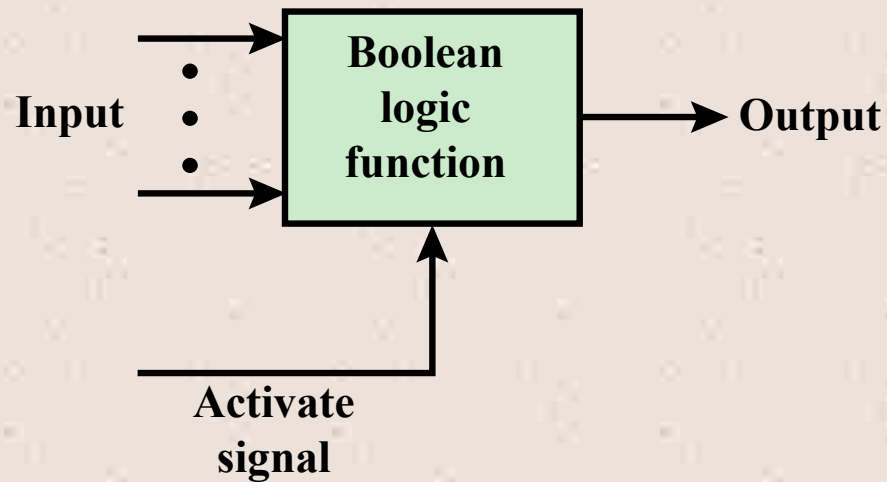 Boolean
logic
function
Input
Output
Activate
signal